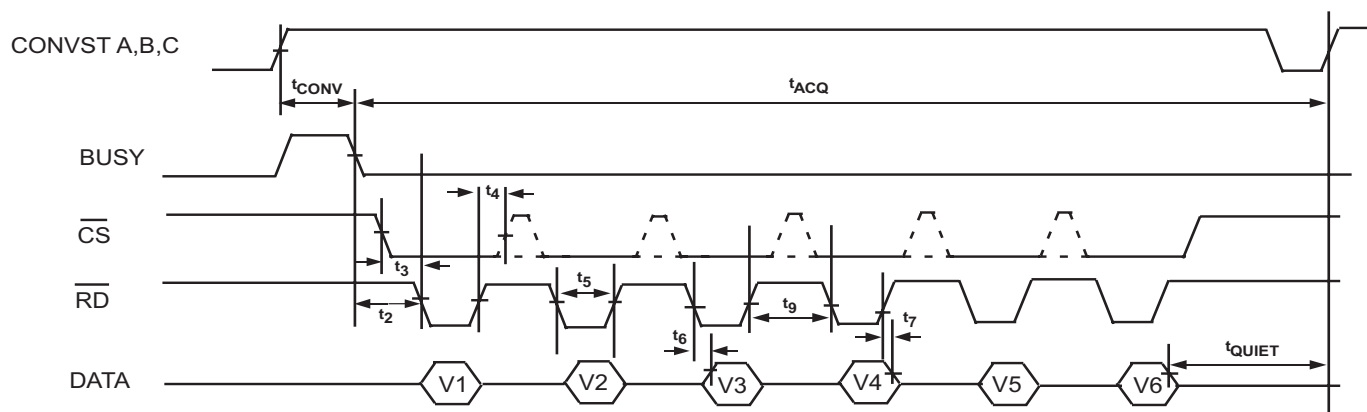 CONVST A,B,C
tCONV
tACQ
BUSY
t4
CS
t3
t5
RD
t2
t9
t6
t7
tQUIET
DATA
V1
V2
V3
V4
V5
V6